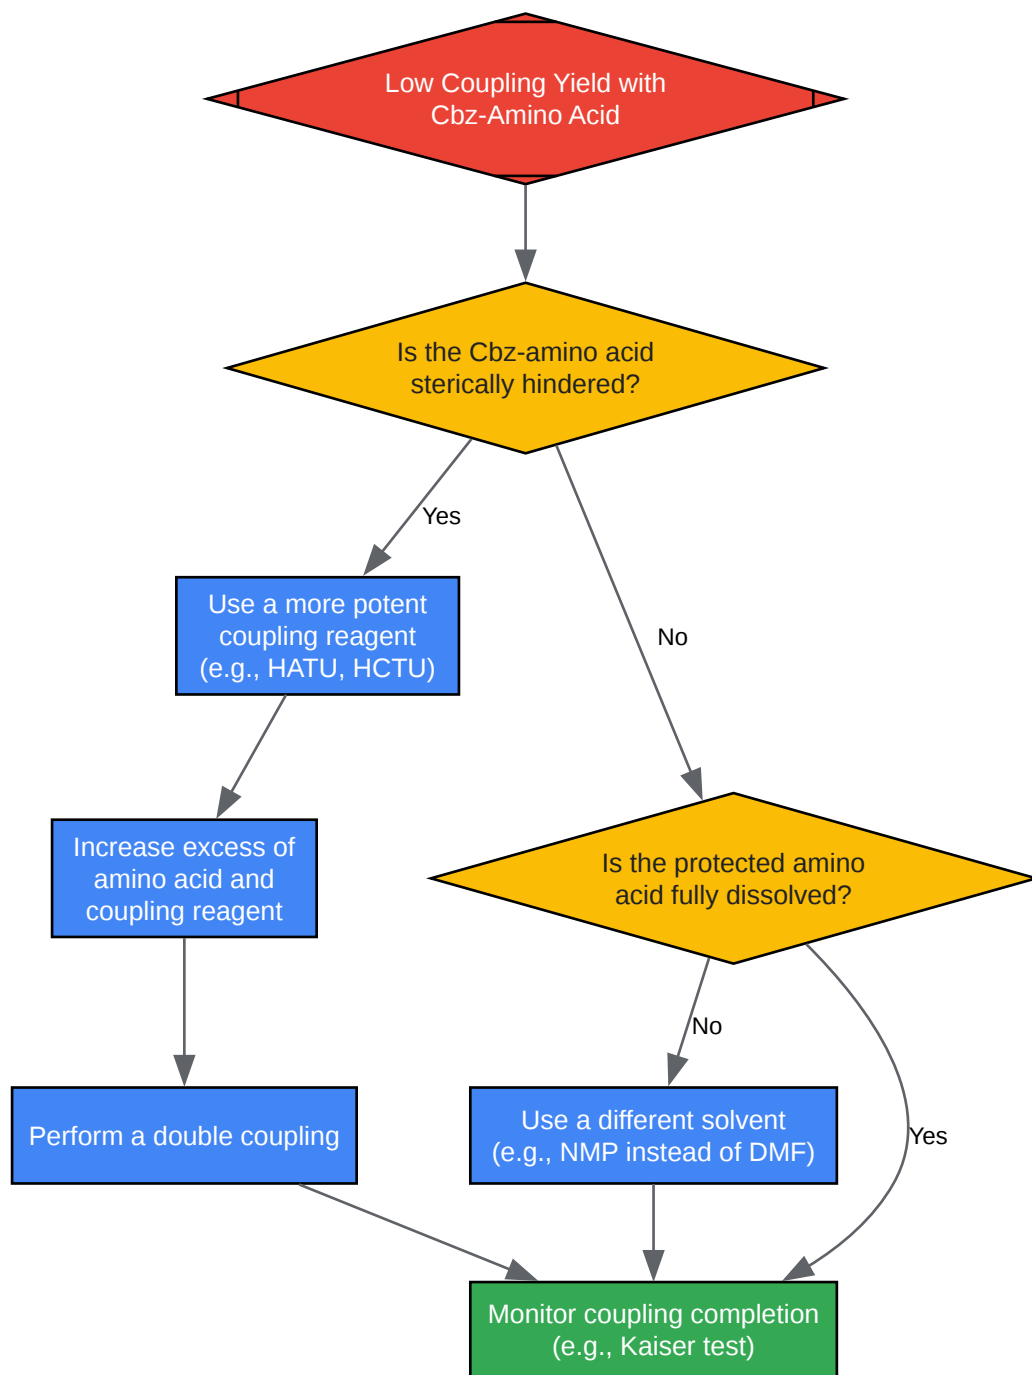 Low Coupling Yield with
Cbz-Amino Acid
Is the Cbz-amino acid
sterically hindered?
Yes
Use a more potent
coupling reagent
(e.g., HATU, HCTU)
No
Increase excess of
amino acid and
coupling reagent
Is the protected amino
acid fully dissolved?
No
Perform a double coupling
Use a different solvent
(e.g., NMP instead of DMF)
Yes
Monitor coupling completion
(e.g., Kaiser test)